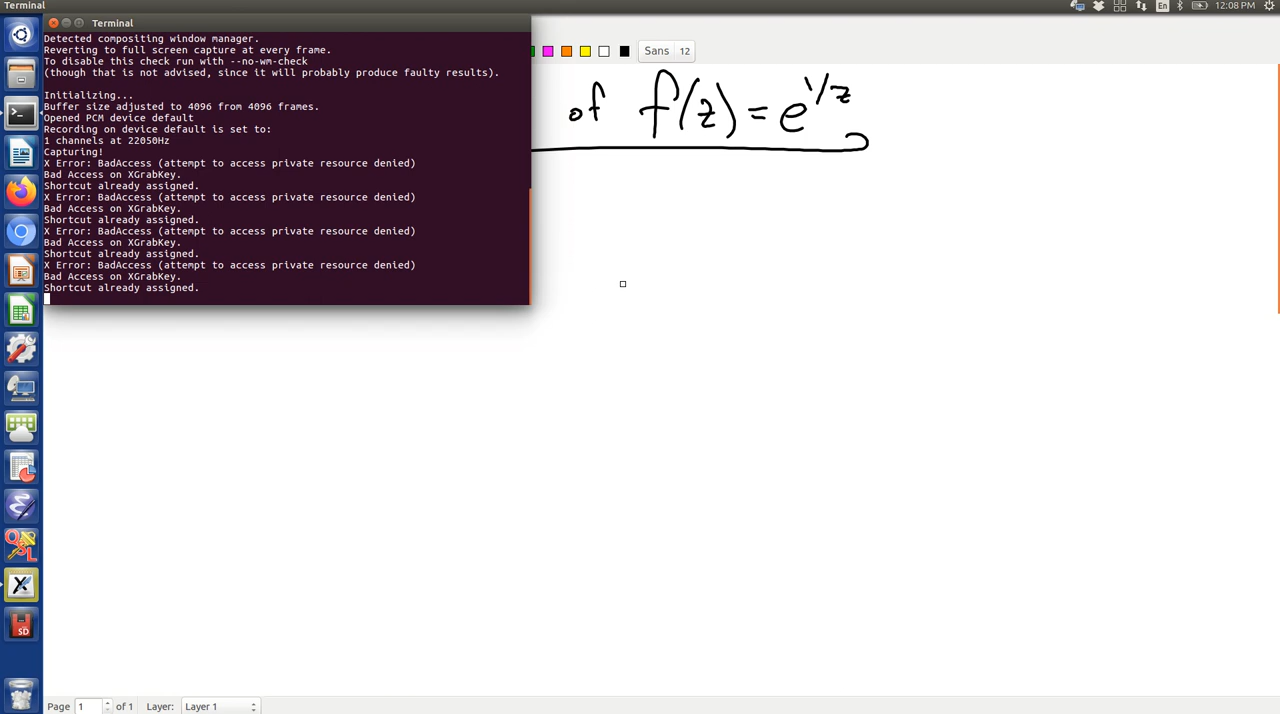 Terminal
En
12:08 PM
Terminal
Detected compositing window manager.
Reverting to full screen capture at every frame.
To disable this check run with --no-wm-check
(though that is not advised, since it will probably produce faulty results).
Initializing...
Buffer size adjusted to 4096 from 4096 frames.
Opened PCM device default
Recording on device default is set to:
1 channels at 22050Hz
Capturing!
X Error: BadAccess (attempt to access private resource denied)
Bad Access on XGrabKey.
Shortcut already assigned.
X Error: BadAccess (attempt to access private resource denied)
Bad Access on XGrabKey.
Shortcut already assigned.
X Error: BadAccess (attempt to access private resource denied)
Bad Access on XGrabKey.
Shortcut already assigned.
X Error: BadAccess (attempt to access private resource denied)
Bad Access on XGrabKey.
Shortcut already assigned.
Sans 12
of f(z) = e^1/z
SD
Page 1 of 1 Layer: Layer 1